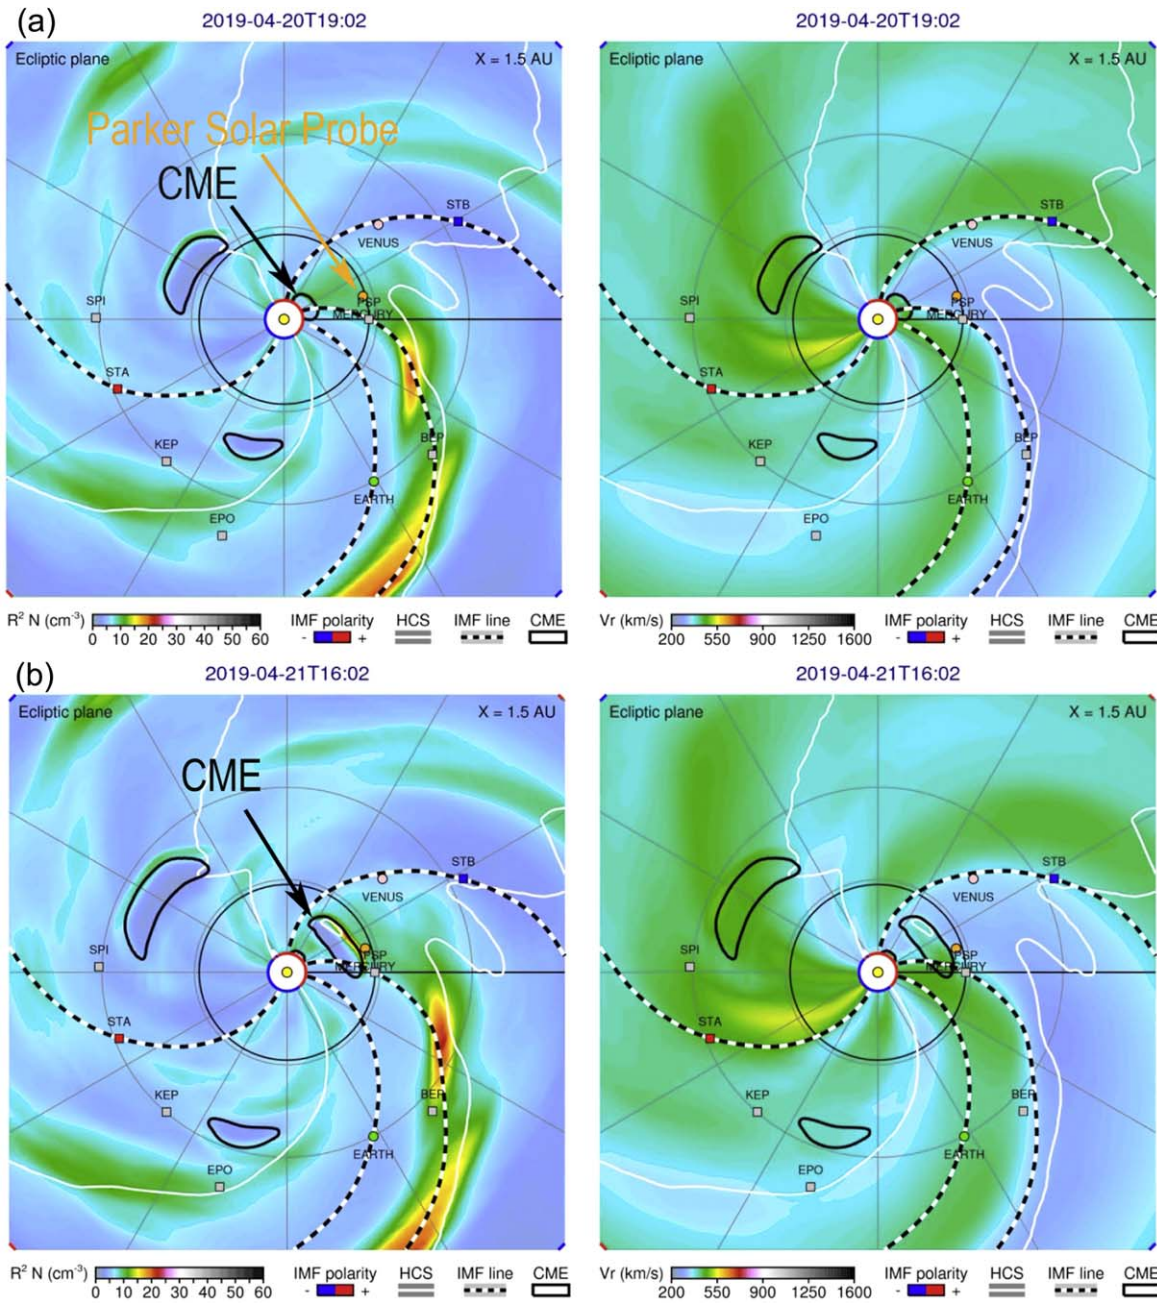 (a)
2019-04-20T19:02
2019-04-20T19:02
Ecliptic plane
X = 1.5 AU
Parker Solar Probe
CME
STB
VENUS
PSP
MERCURY
SPI
STA
KEP
BEP
EARTH
EPO
Ecliptic plane
X = 1.5 AU
STB
VENUS
PSP
MERCURY
SPI
STA
KEP
BEP
EARTH
EPO
R² N (cm⁻³)
0 10 20 30 40 50 60
IMF polarity
- +
HCS
IMF line
CME
Vr (km/s)
200 550 900 1250 1600
IMF polarity
- +
HCS
IMF line
CME
(b)
2019-04-21T16:02
2019-04-21T16:02
Ecliptic plane
X = 1.5 AU
CME
STB
VENUS
PSP
MERCURY
SPI
STA
KEP
BEP
EARTH
EPO
Ecliptic plane
X = 1.5 AU
STB
VENUS
PSP
MERCURY
SPI
STA
KEP
BEP
EARTH
EPO
R² N (cm⁻³)
0 10 20 30 40 50 60
IMF polarity
- +
HCS
IMF line
CME
Vr (km/s)
200 550 900 1250 1600
IMF polarity
- +
HCS
IMF line
CME